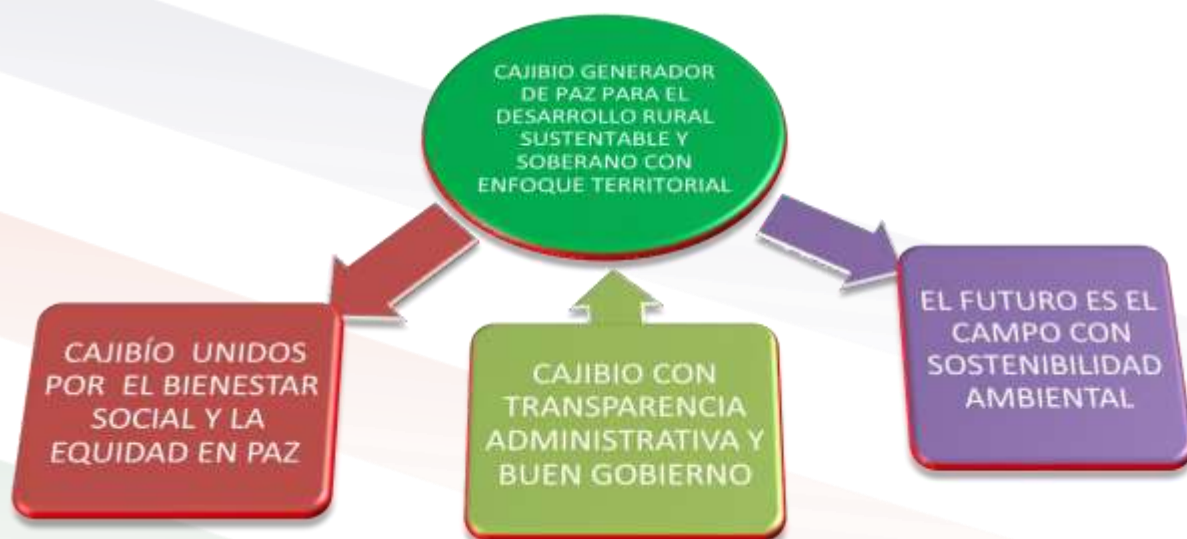 CAJIBIO GENERADOR
DE PAZ PARA EL
DESARROLLO RURAL
SUSTENTABLE Y
SOBERANO CON
ENFOQUE TERRITORIAL
CAJIBÍO UNIDOS
POR EL BIENESTAR
SOCIAL Y LA
EQUIDAD EN PAZ
CAJIBIO CON
TRANSPARENCIA
ADMINISTRATIVA Y
BUEN GOBIERNO
EL FUTURO ES EL
CAMPO CON
SOSTENIBILIDAD
AMBIENTAL